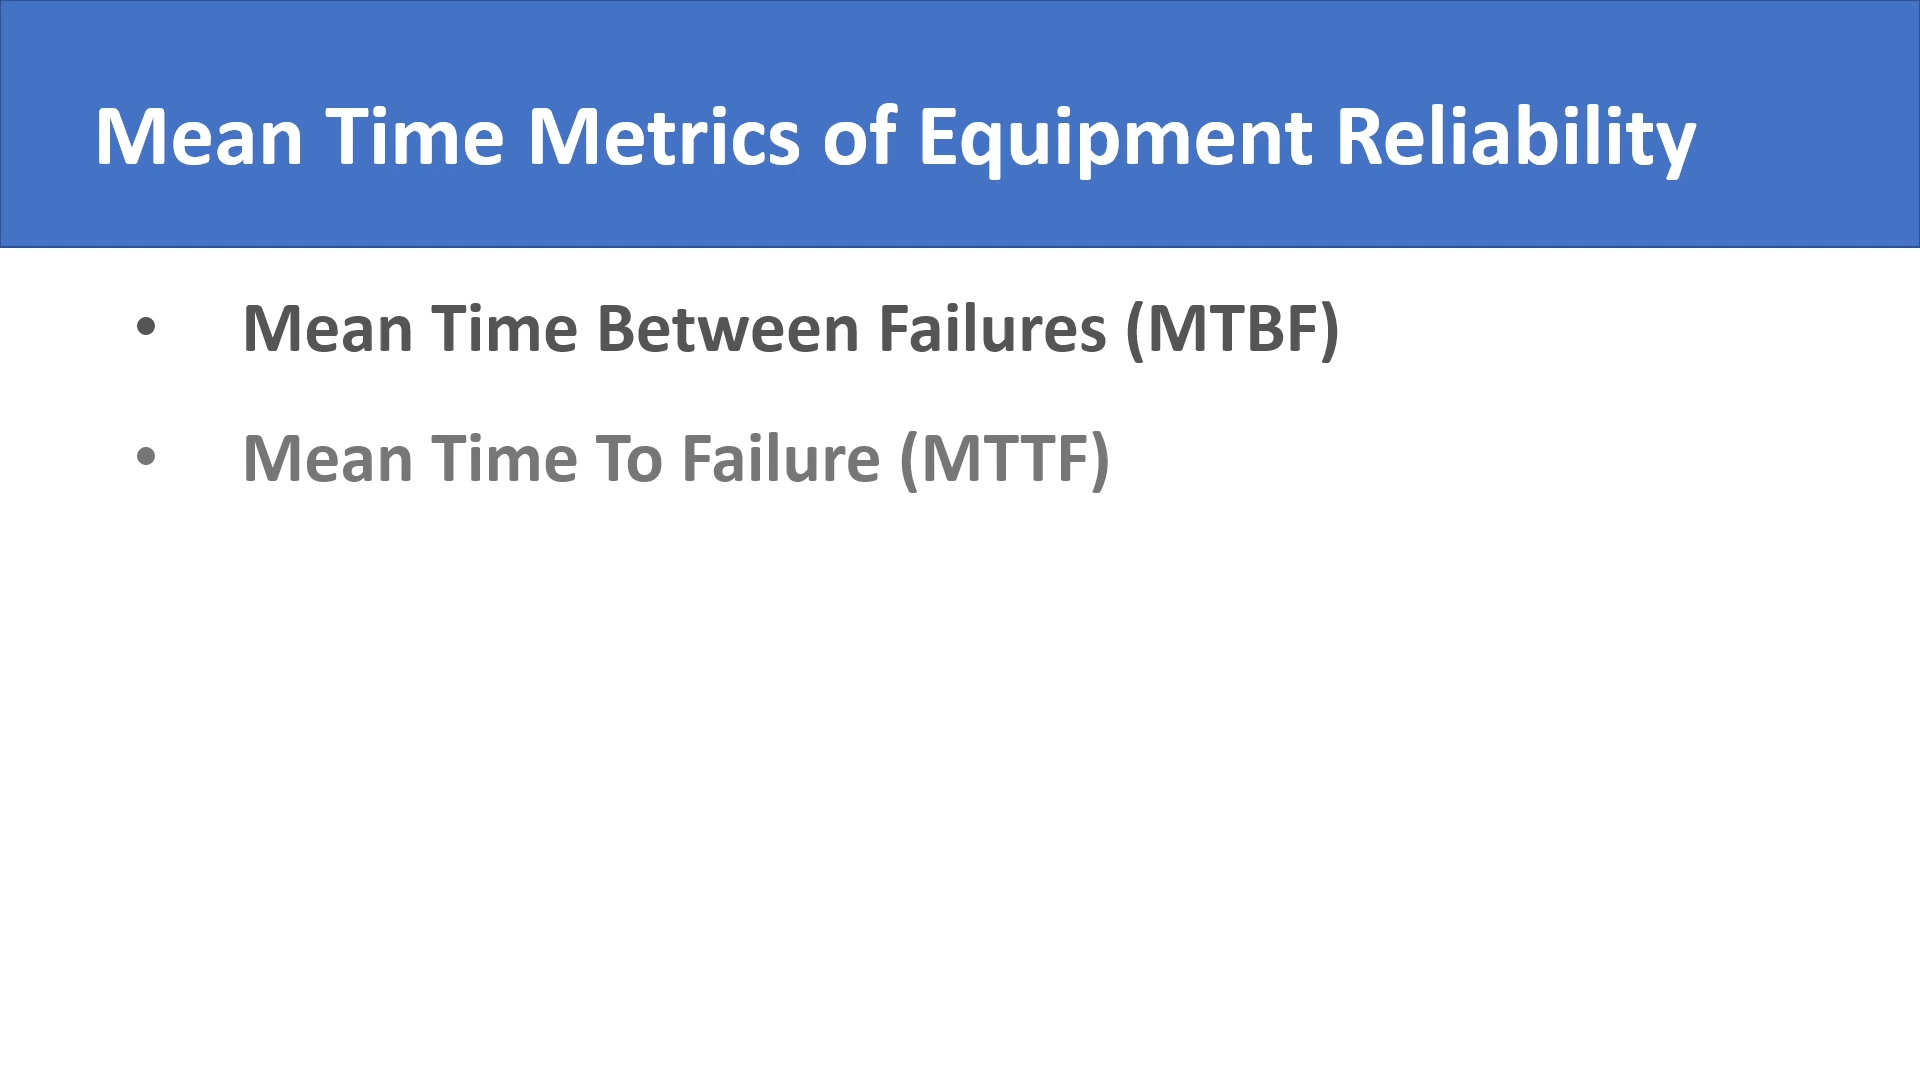 Mean Time Metrics of Equipment Reliability
• Mean Time Between Failures (MTBF)
• Mean Time To Failure (MTTF)